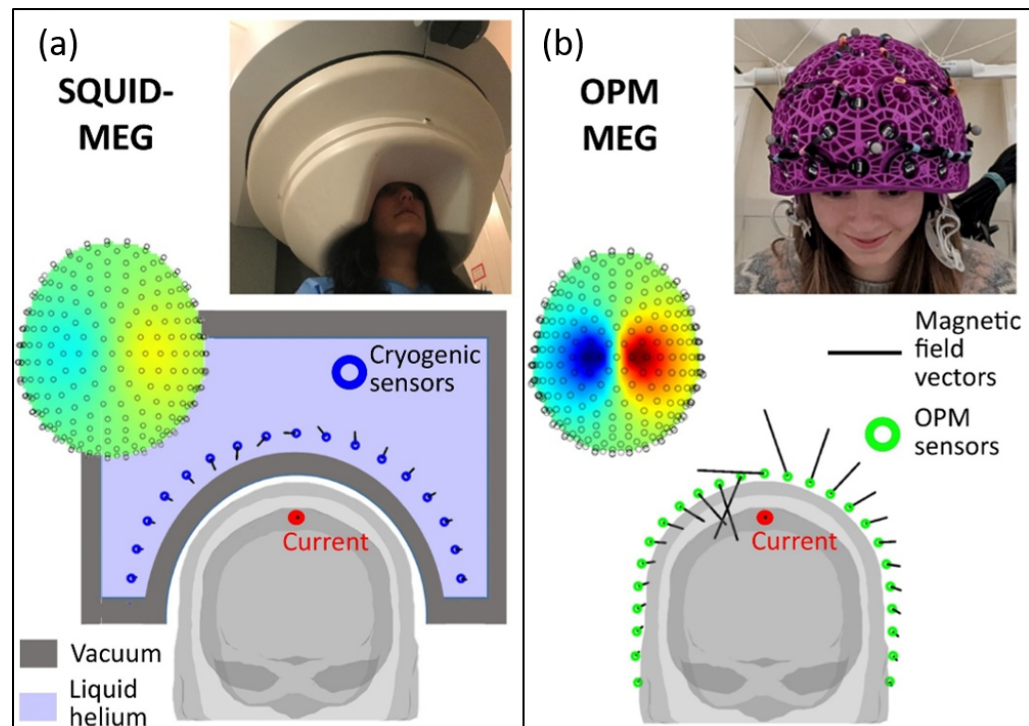 (a)
SQUID-
MEG
Cryogenic
sensors
Current
Vacuum
Liquid
helium
(b)
OPM
MEG
Magnetic
field
vectors
OPM
sensors
Current